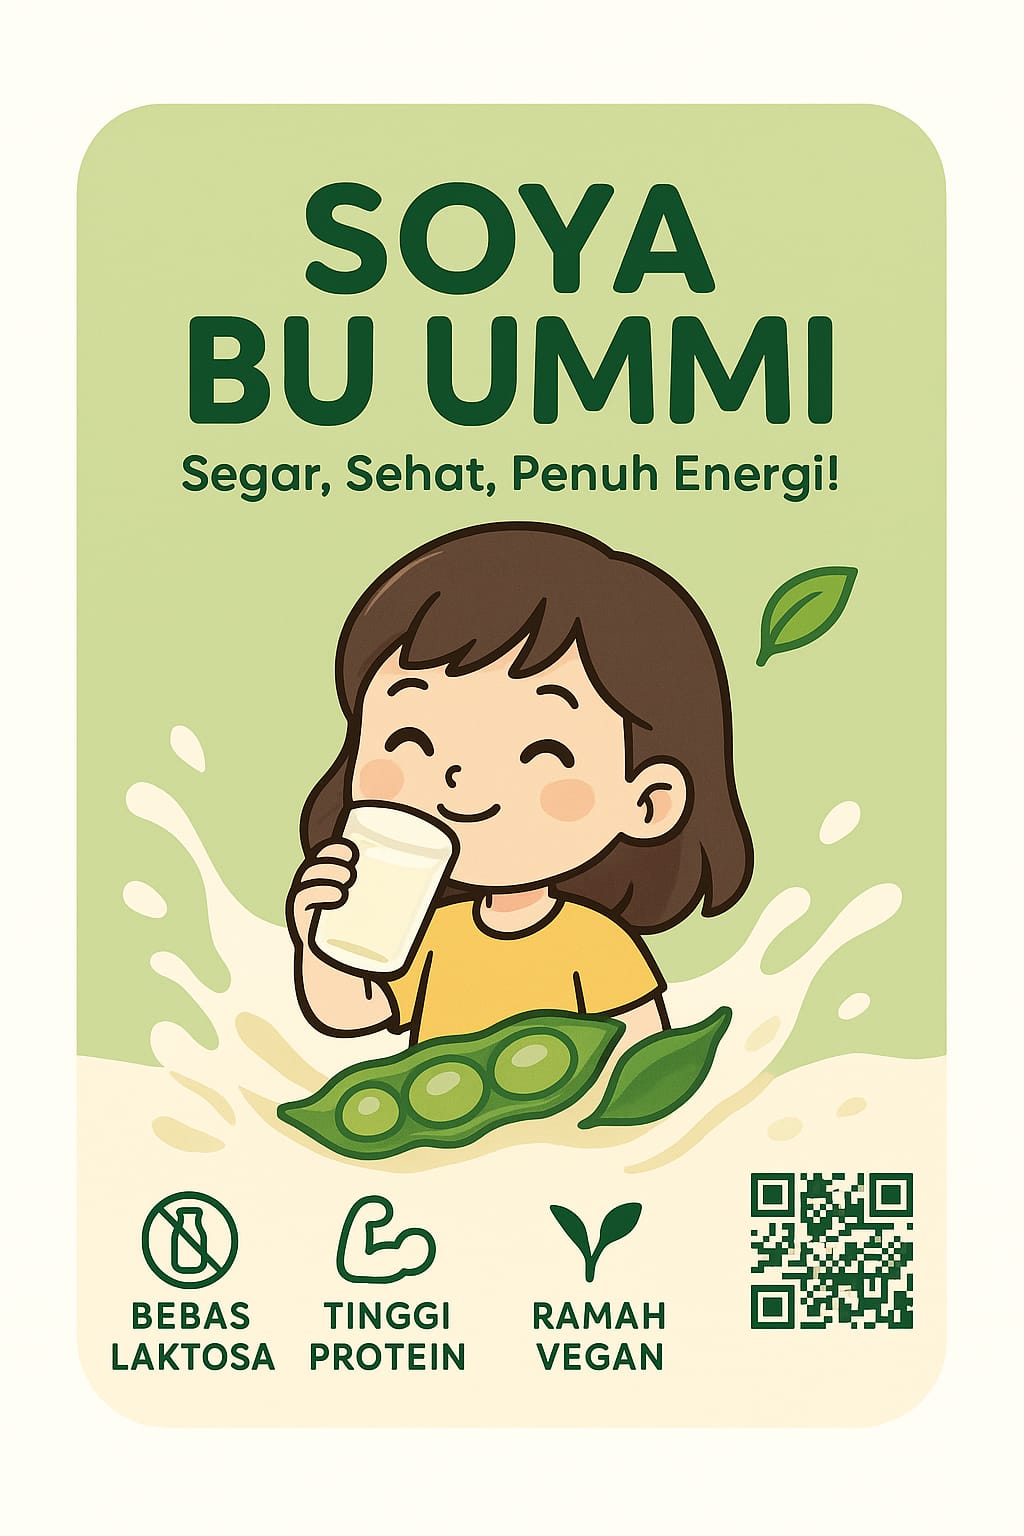 SOYA
BU UMMI
Segar, Sehat, Penuh Energi!
BEBAS
LAKTOSA
TINGGI
PROTEIN
RAMAH
VEGAN